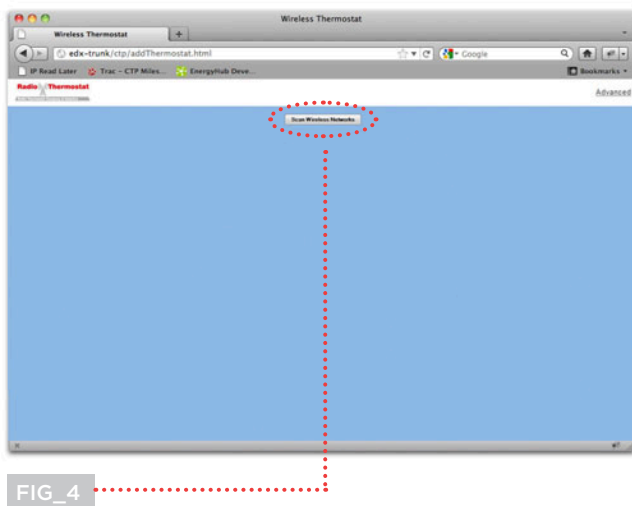 Wireless Thermostat
Wireless Thermostat +
edx-trunk/ctp/addThermostat.html Google
IP Read Later Trac - CTP Miles... EnergyHub Deve... Bookmarks
Radio Thermostat
Advanced
Scan Wireless Networks
FIG_4